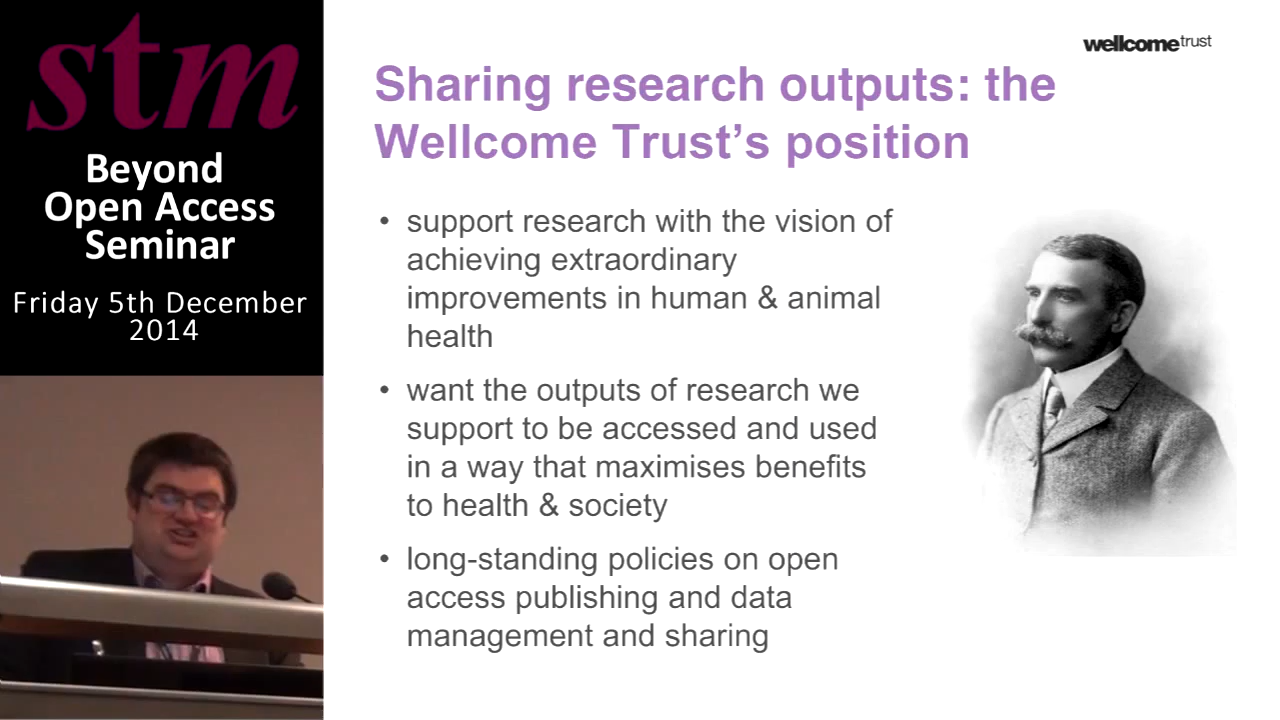 stm
Beyond
Open Access
Seminar
Friday 5th December
2014
wellcometrust
Sharing research outputs: the
Wellcome Trust’s position
• support research with the vision of
achieving extraordinary
improvements in human & animal
health
• want the outputs of research we
support to be accessed and used
in a way that maximises benefits
to health & society
• long-standing policies on open
access publishing and data
management and sharing